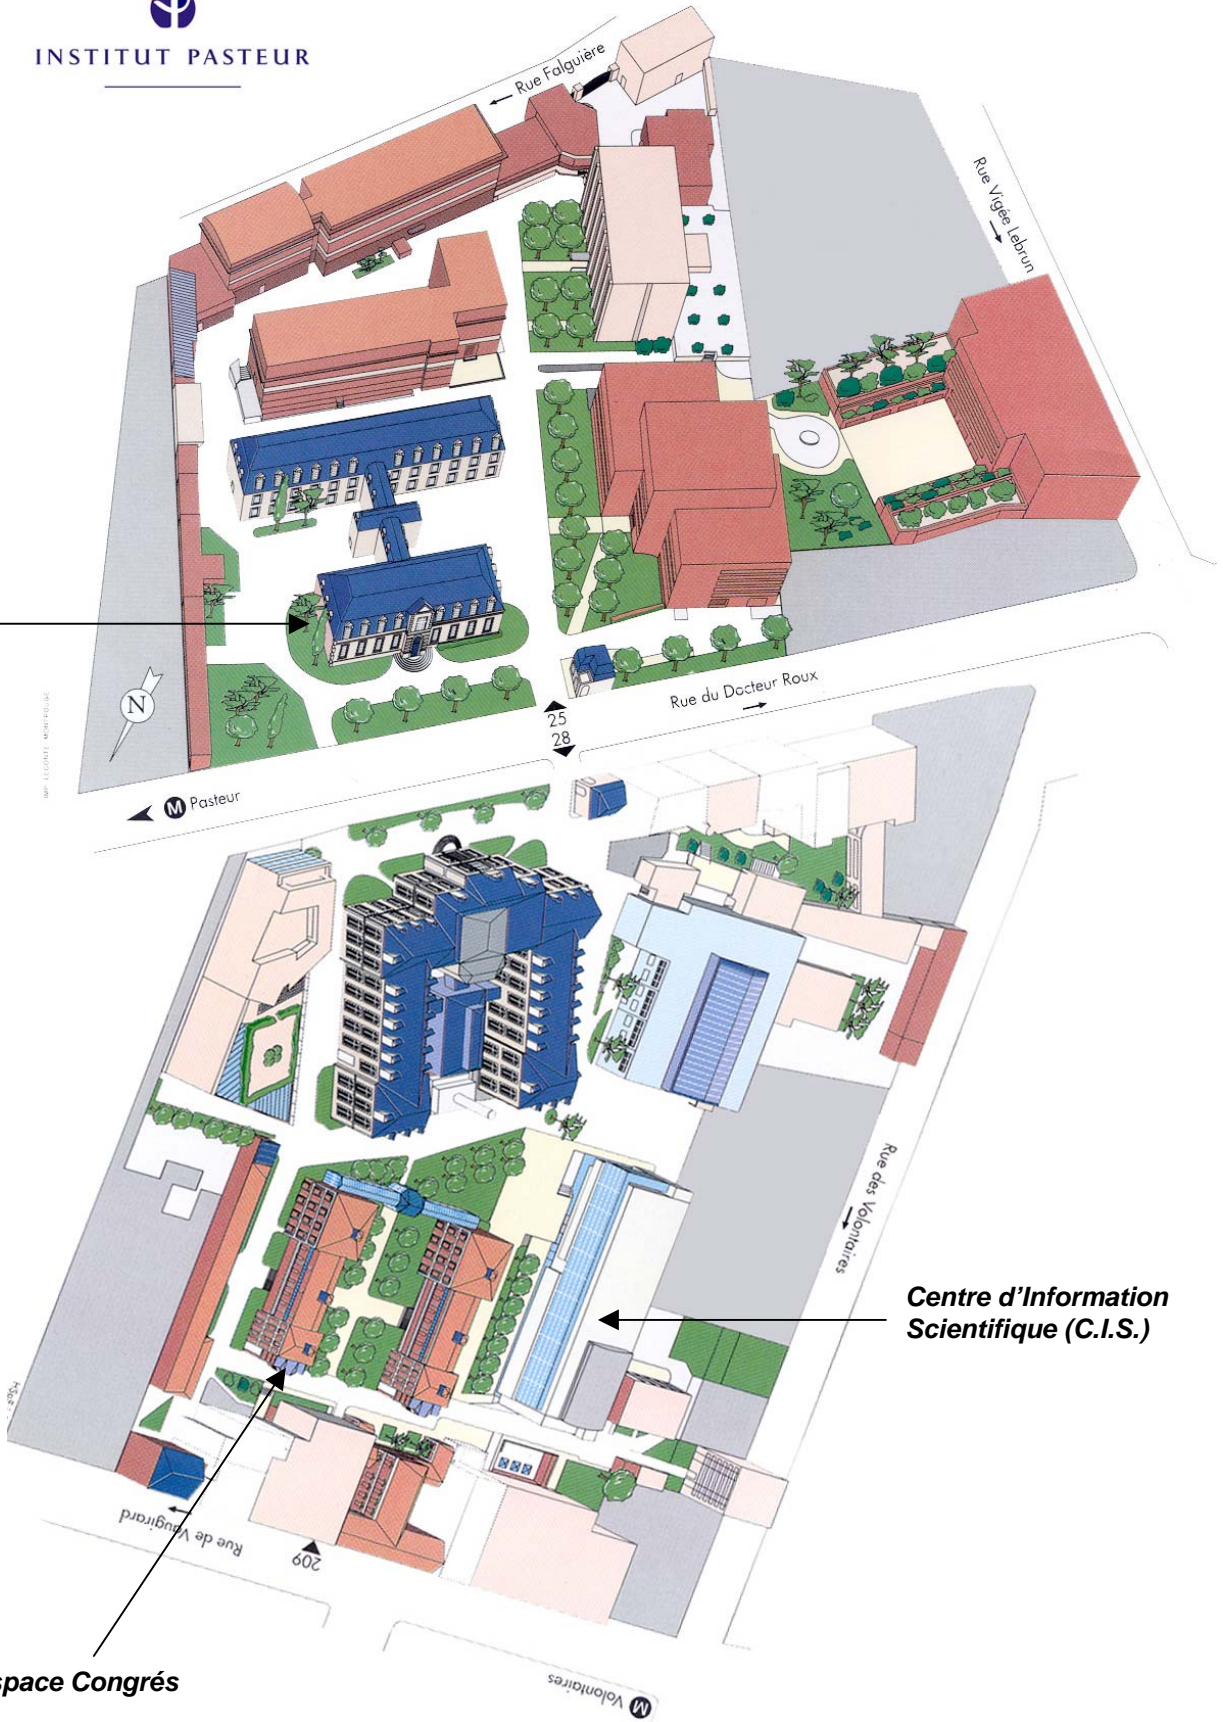 INSTITUT PASTEUR
Rue Falguière
Rue Vigée Lebrun
N
Rue du Docteur Roux
25
28
M Pasteur
Rue des Volontaires
Centre d’Information
Scientifique (C.I.S.)
Rue de Vaugirard
209
space Congrés
M Volontaires